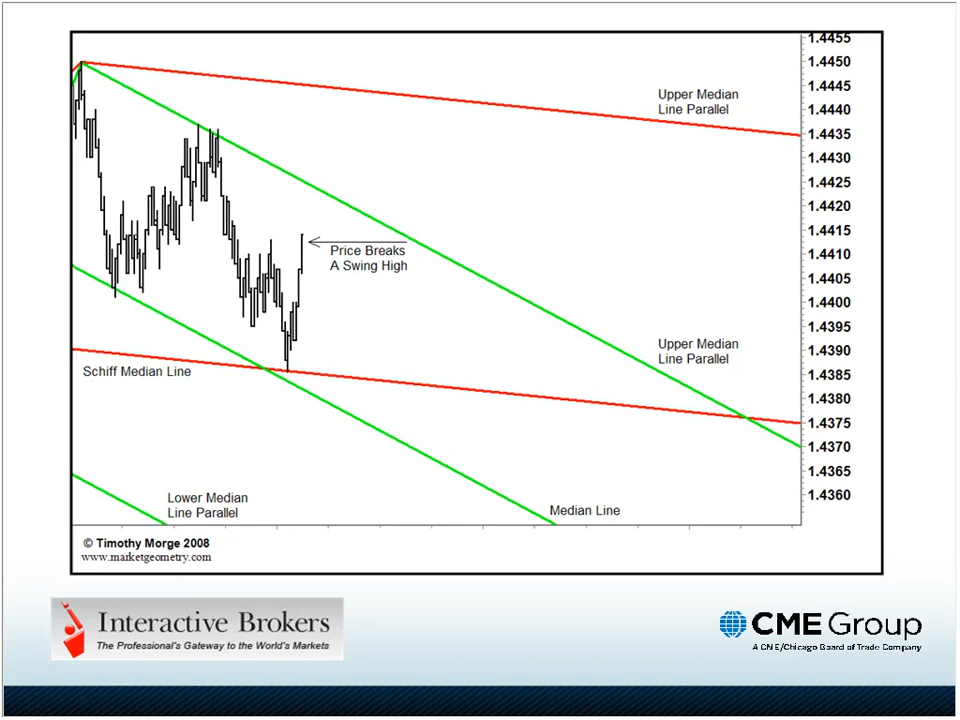 1.4455
1.4450
1.4445
1.4440
1.4435
1.4430
1.4425
1.4420
1.4415
1.4410
1.4405
1.4400
1.4395
1.4390
1.4385
1.4380
1.4375
1.4370
1.4365
1.4360
Upper Median
Line Parallel
Price Breaks
A Swing High
Upper Median
Line Parallel
Schiff Median Line
Lower Median
Line Parallel
Median Line
© Timothy Morge 2008
www.marketgeometry.com
Interactive Brokers
The Professional's Gateway to the World's Markets
CME Group
A CME/Chicago Board of Trade Company